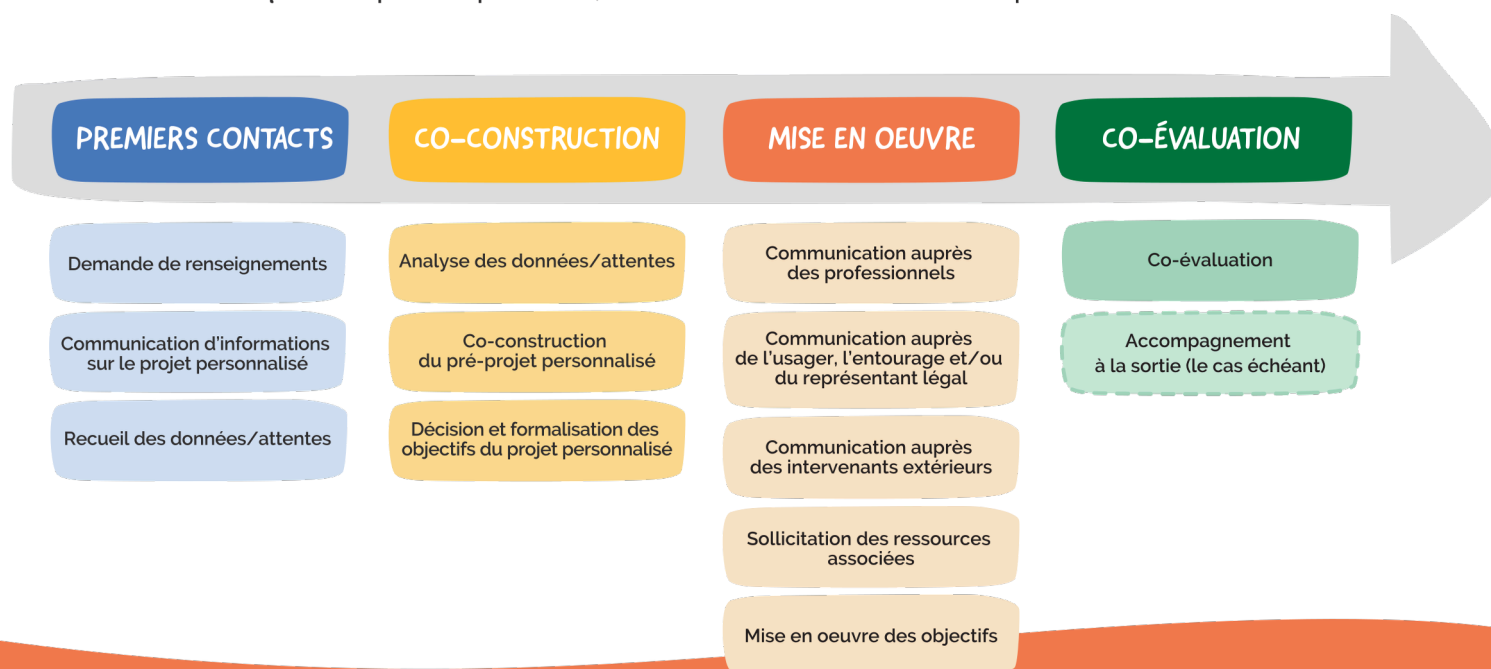 PREMIERS CONTACTS
CO-CONSTRUCTION
MISE EN OEUVRE
CO-ÉVALUATION
Demande de renseignements
Communication d'informations
sur le projet personnalisé
Recueil des données/attentes
Analyse des données/attentes
Co-construction
du pré-projet personnalisé
Décision et formalisation des
objectifs du projet personnalisé
Communication auprès
des professionnels
Communication auprès
de l'usager, l'entourage et/ou
du représentant légal
Communication auprès
des intervenants extérieurs
Sollicitation des ressources
associées
Mise en oeuvre des objectifs
Co-évaluation
Accompagnement
à la sortie (le cas échéant)